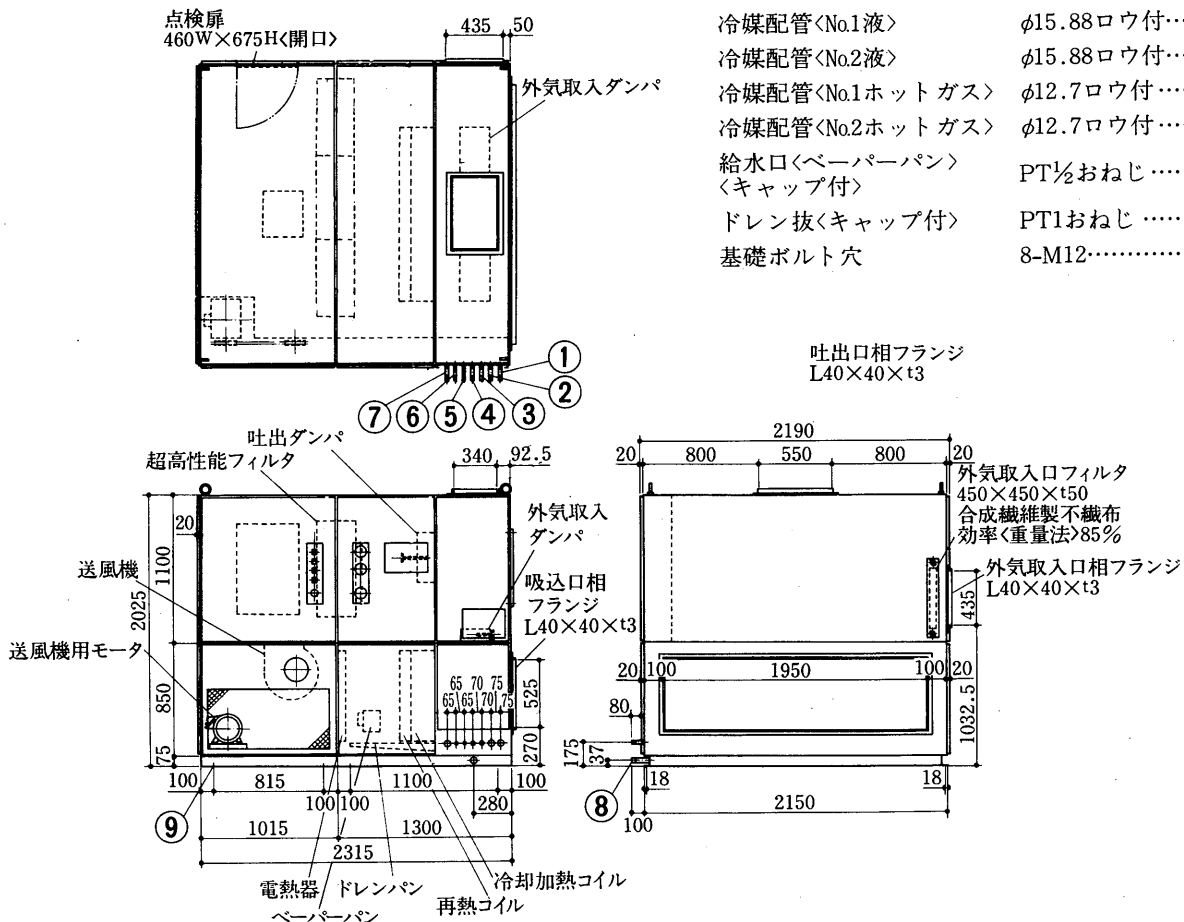 点検扉
460W×675H<開口>
435
50
外気取入ダンパ
冷媒配管<No.1液> φ15.88ロウ付…
冷媒配管<No.2液> φ15.88ロウ付…
冷媒配管<No.1ホットガス> φ12.7ロウ付…
冷媒配管<No.2ホットガス> φ12.7ロウ付…
給水口<ベーパーパン>
<キャップ付> PT½おねじ…
ドレン抜<キャップ付> PT1おねじ…
基礎ボルト穴 8-M12…
①
②
③
④
⑤
⑥
⑦
吐出口相フランジ
L40×40×t3
吐出ダンパ
超高性能フィルタ
340
92.5
外気取入
ダンパ
吸込口相
フランジ
L40×40×t3
送風機
送風機用モータ
20
1100
2025
850
75
65 70 75
65 65 70 75
525
270
100
815
100
100
1100
100
280
⑨
1015
1300
2315
電熱器
ドレンパン
冷却加熱コイル
ベーパーパン
再熱コイル
2190
20
800
550
800
20
外気取入口フィルタ
450×450×t50
合成繊維製不織布
効率<重量法>85%
外気取入口相フランジ
L40×40×t3
435
20
100
1950
100
20
1032.5
80
175
37
18
18
⑧
2150
100